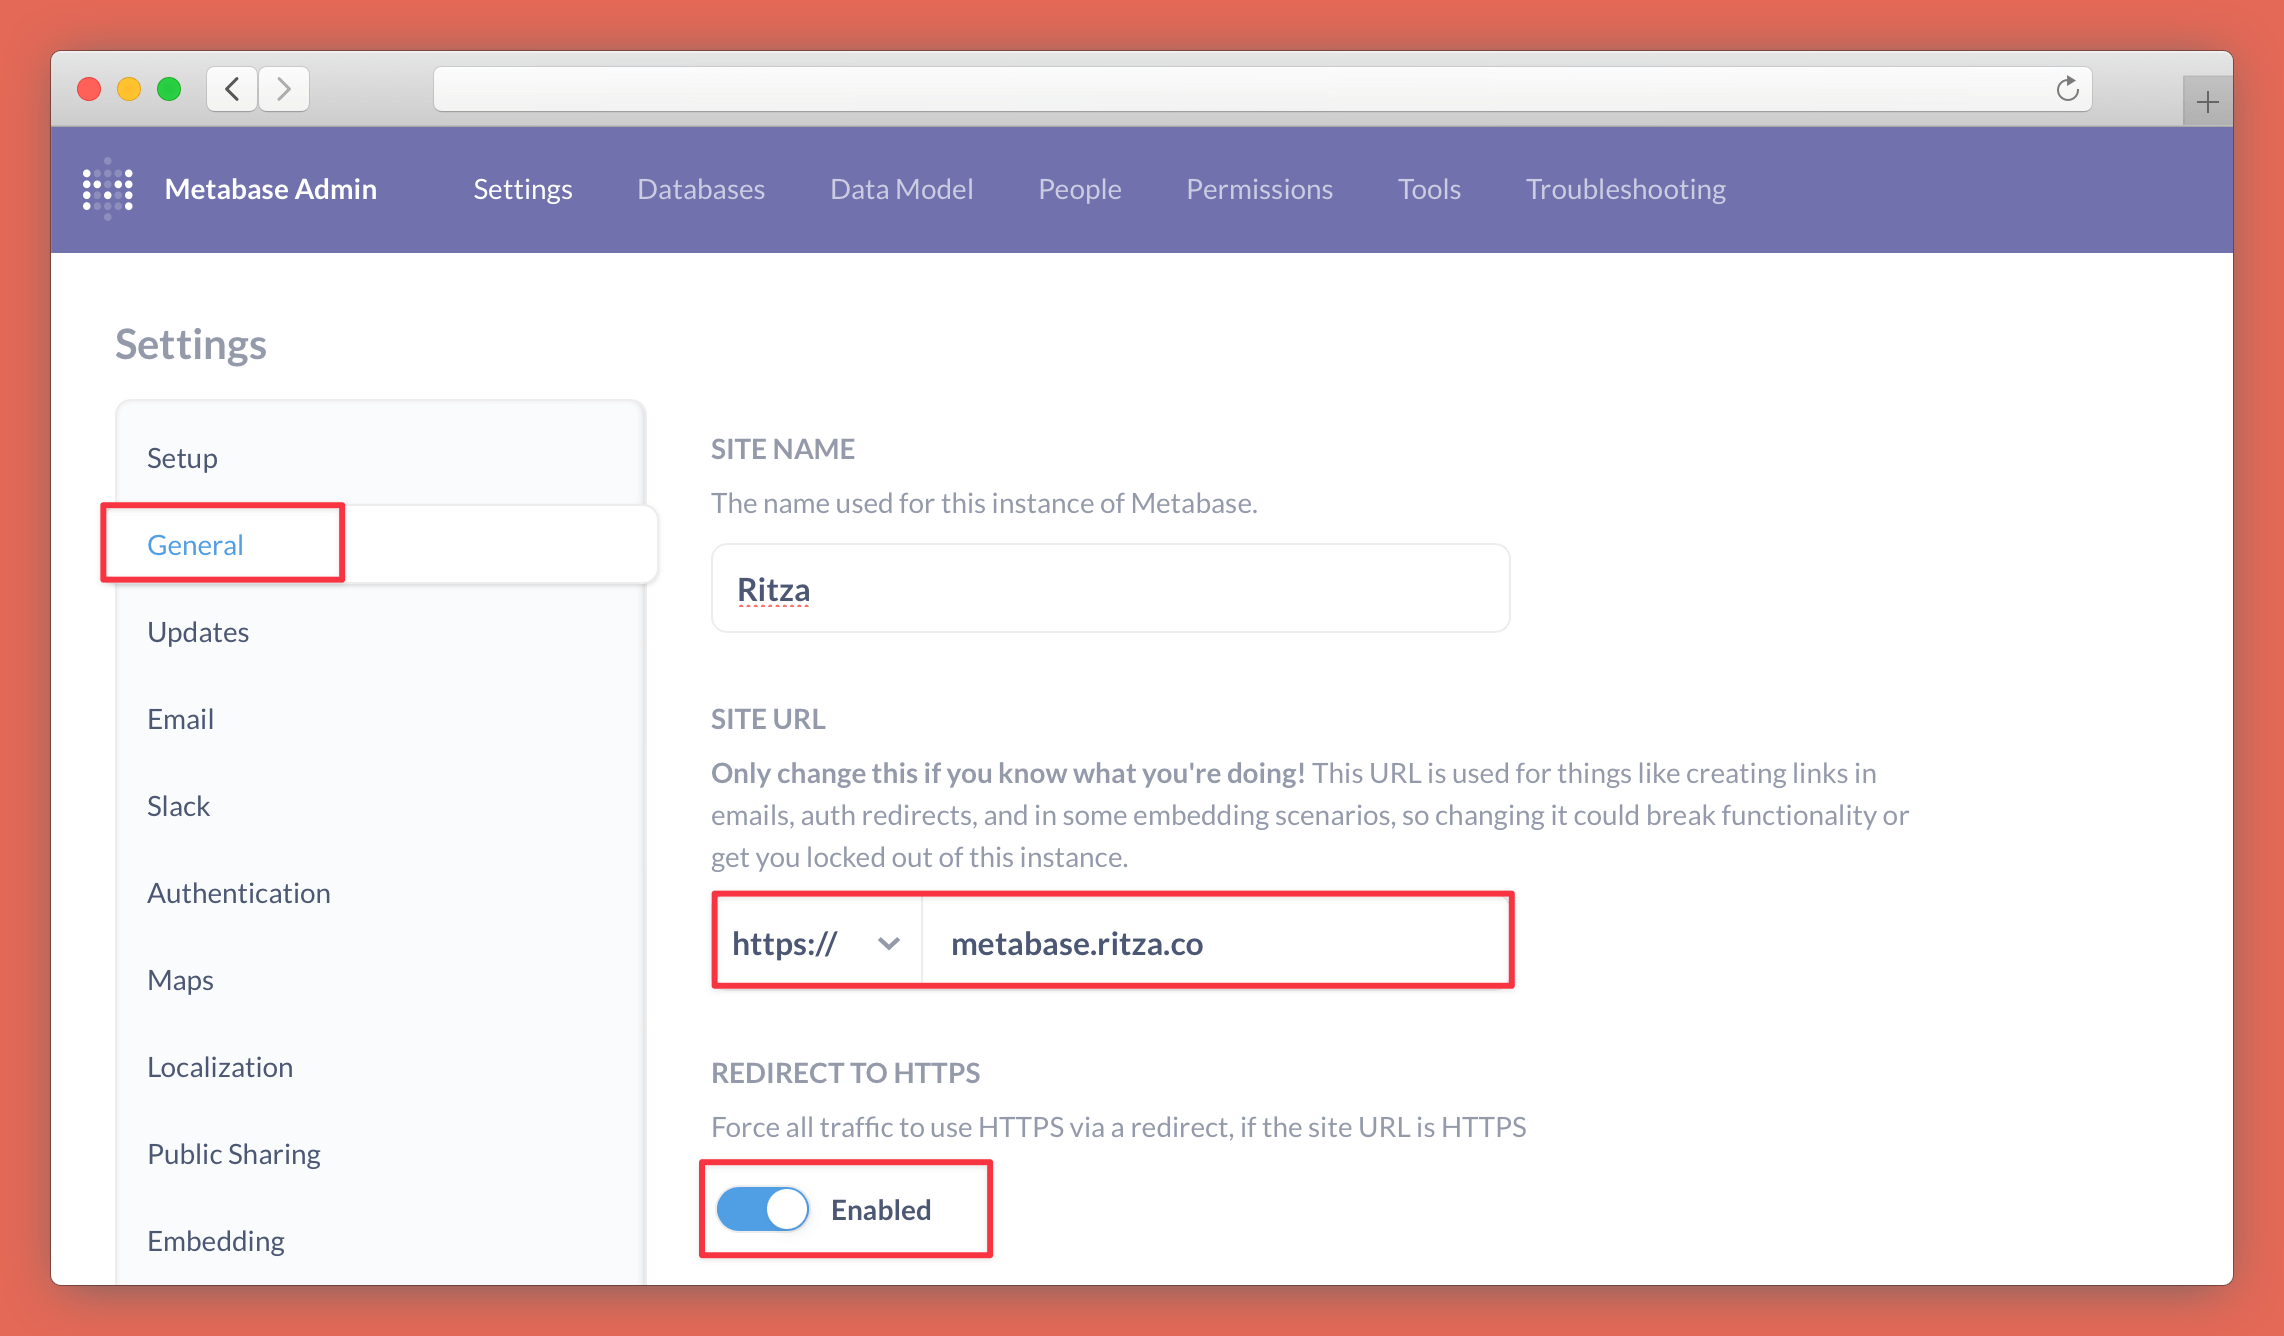 Metabase Admin Settings Databases Data Model People Permissions Tools Troubleshooting
Settings
Setup
General
Updates
Email
Slack
Authentication
Maps
Localization
Public Sharing
Embedding
SITE NAME
The name used for this instance of Metabase.
Ritza
SITE URL
Only change this if you know what you're doing! This URL is used for things like creating links in
emails, auth redirects, and in some embedding scenarios, so changing it could break functionality or
get you locked out of this instance.
https:// metabase.ritza.co
REDIRECT TO HTTPS
Force all traffic to use HTTPS via a redirect, if the site URL is HTTPS
Enabled